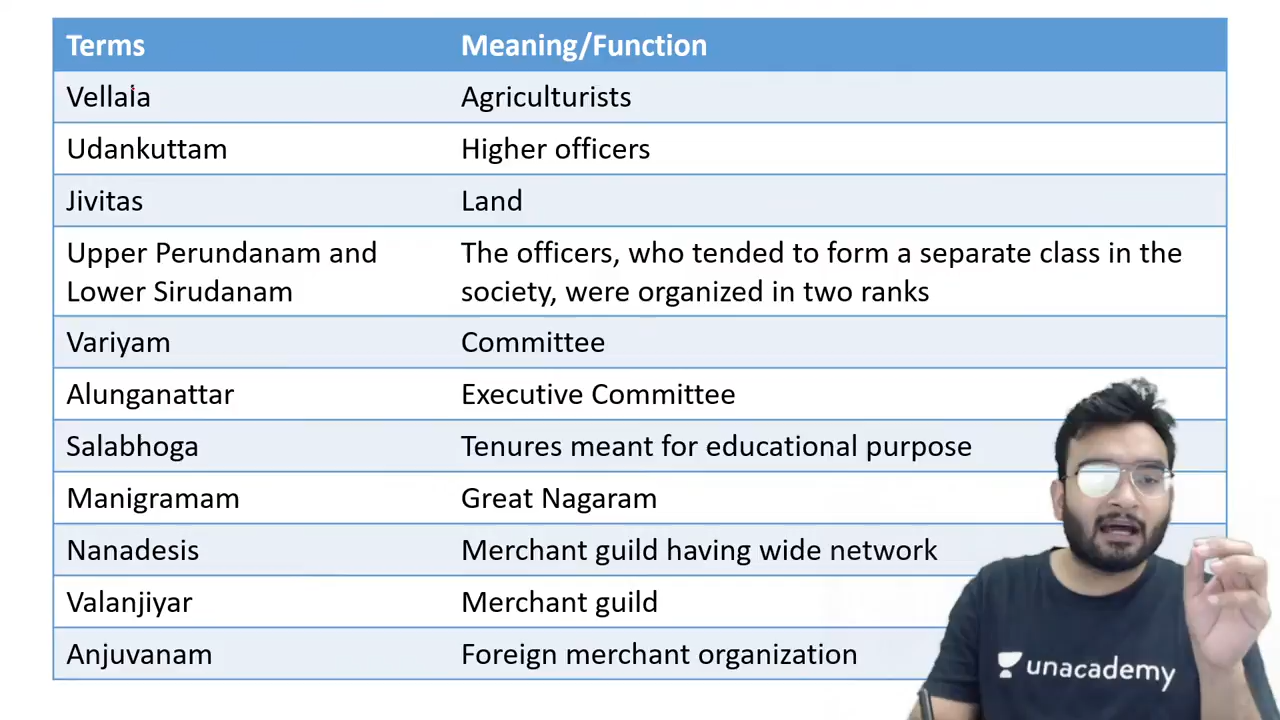 Terms Meaning/Function
Vellala Agriculturists
Udankuttam Higher officers
Jivitas Land
Upper Perundanam and The officers, who tended to form a separate class in the
Lower Sirudanam society, were organized in two ranks
Variyam Committee
Alunganattar Executive Committee
Salabhoga Tenures meant for educational purpose
Manigramam Great Nagaram
Nanadesis Merchant guild having wide network
Valanjiyar Merchant guild
Anjuvanam Foreign merchant organization
unacademy